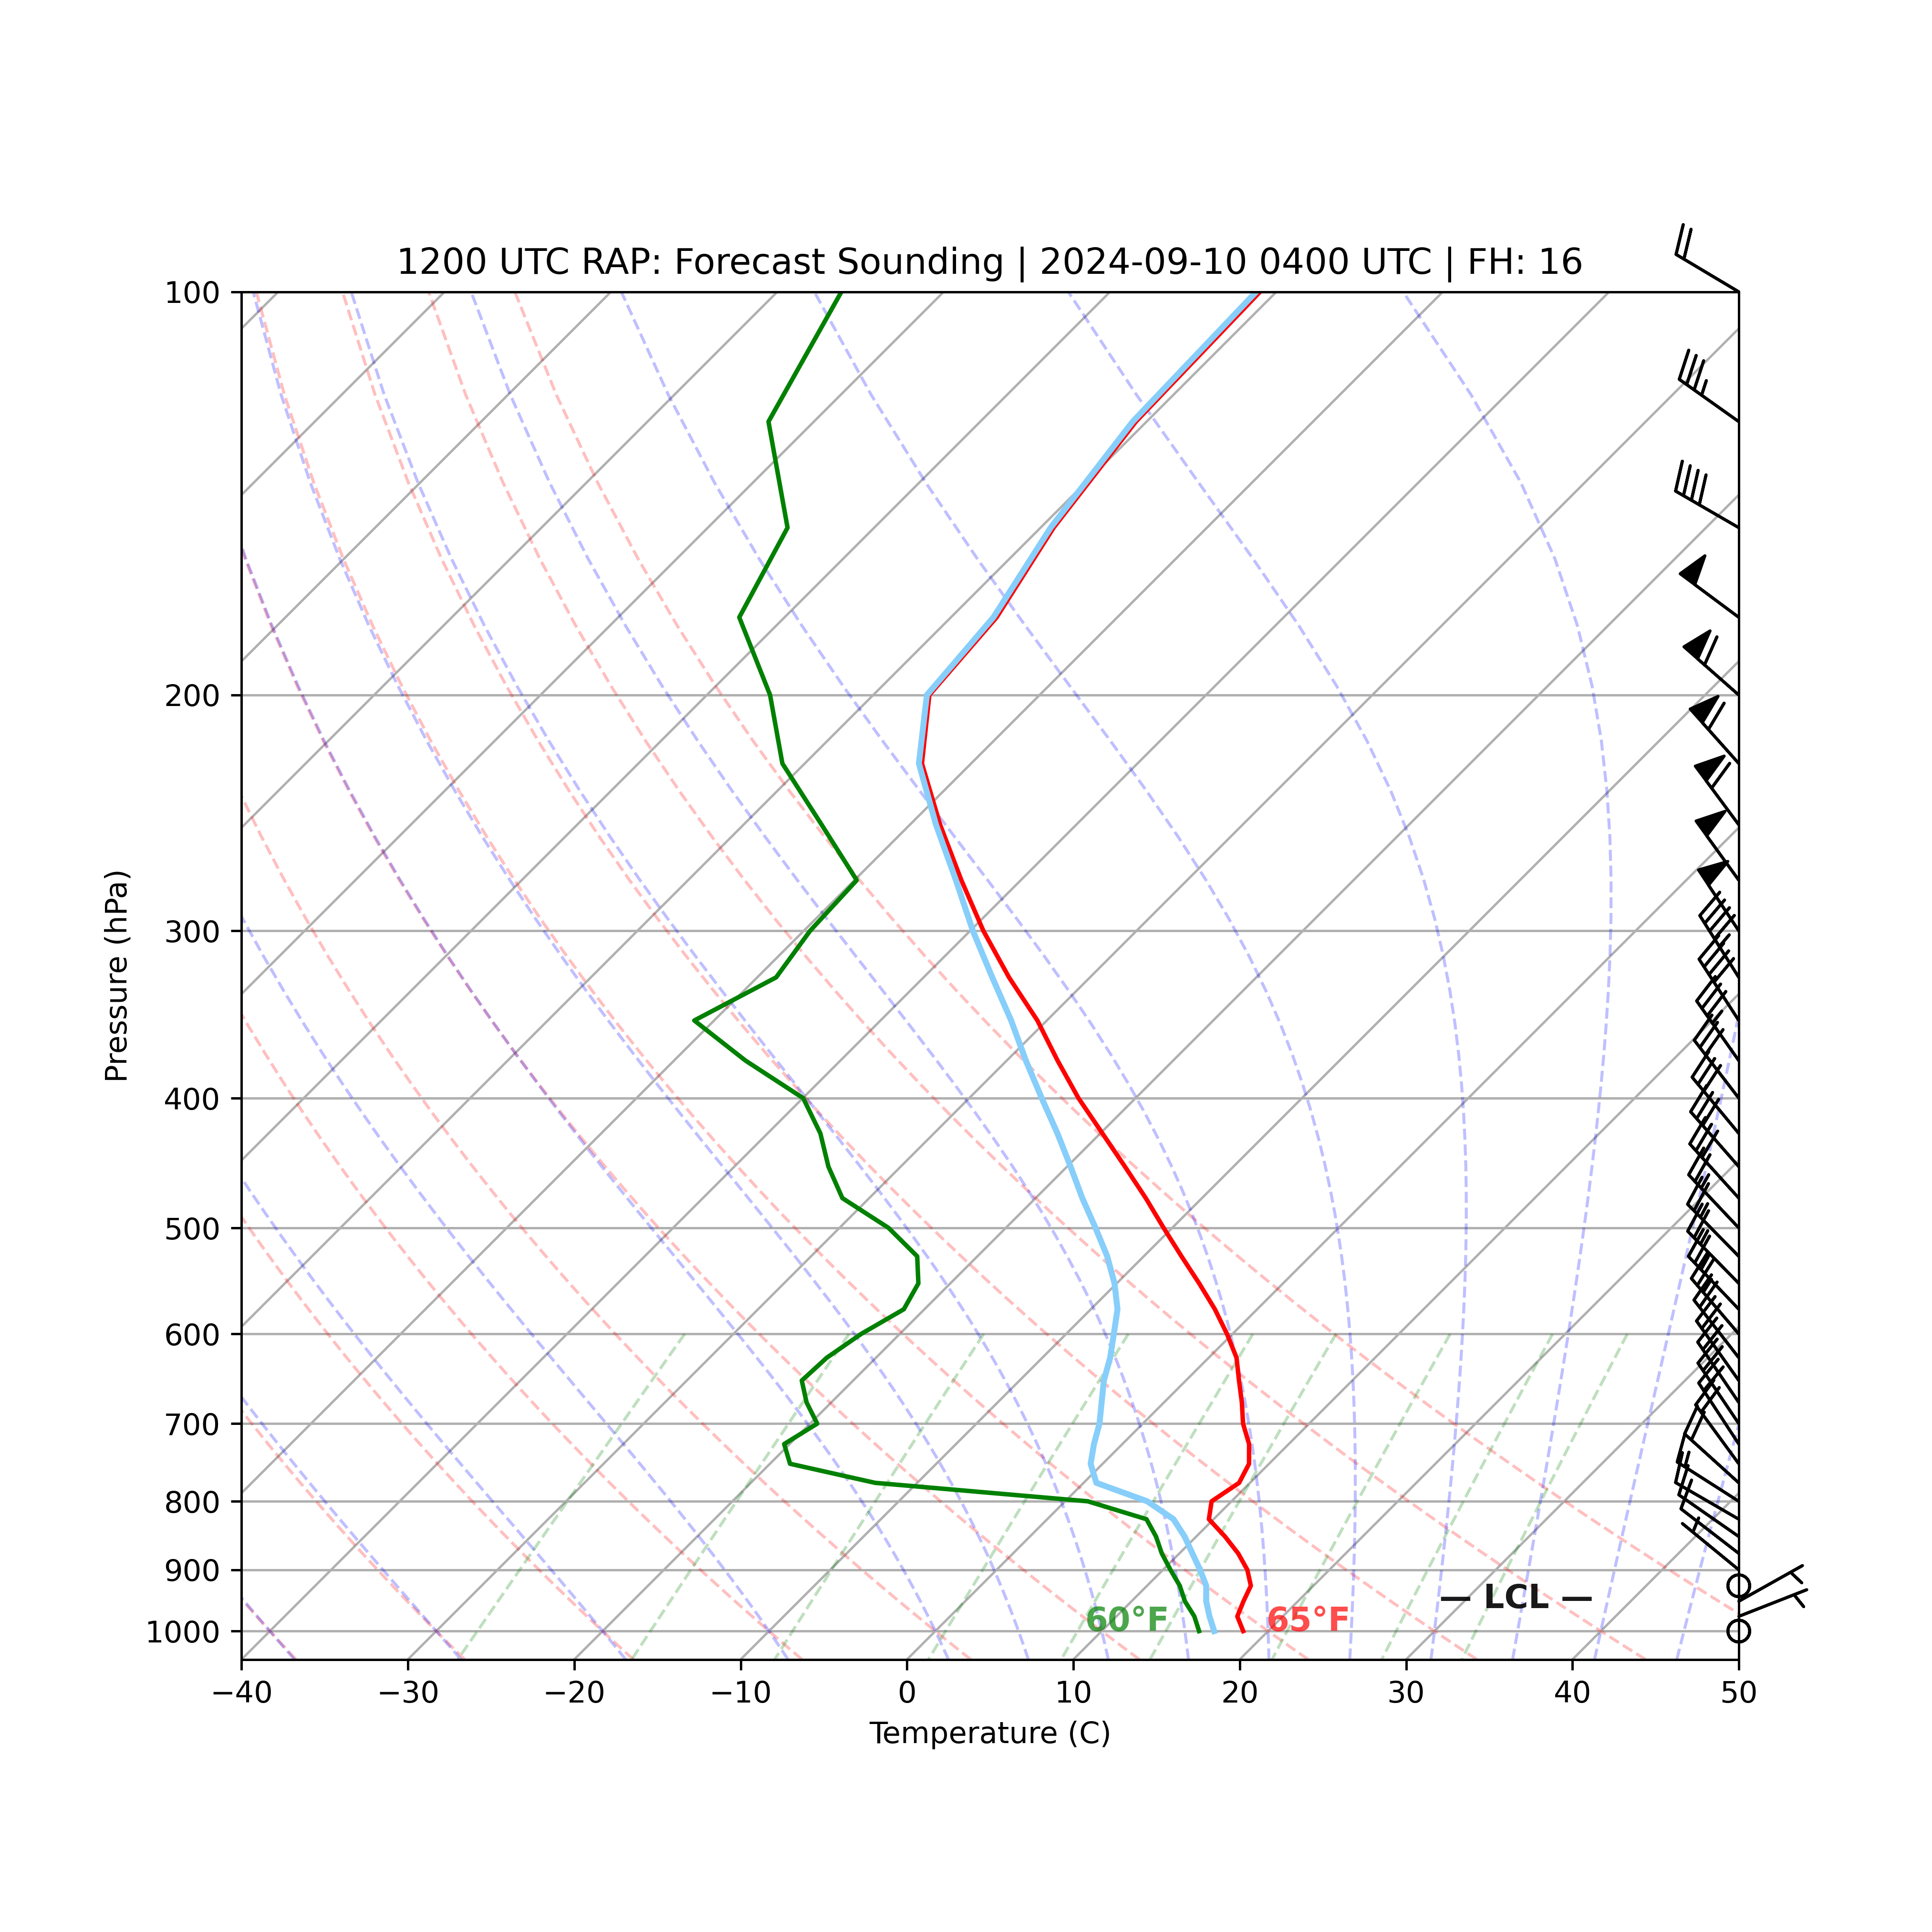 1200 UTC RAP: Forecast Sounding | 2024-09-10 0400 UTC | FH: 16
100
200
300
400
500
600
700
800
900
1000
Pressure (hPa)
— LCL —
60°F 65°F
−40 −30 −20 −10 0 10 20 30 40 50
Temperature (C)